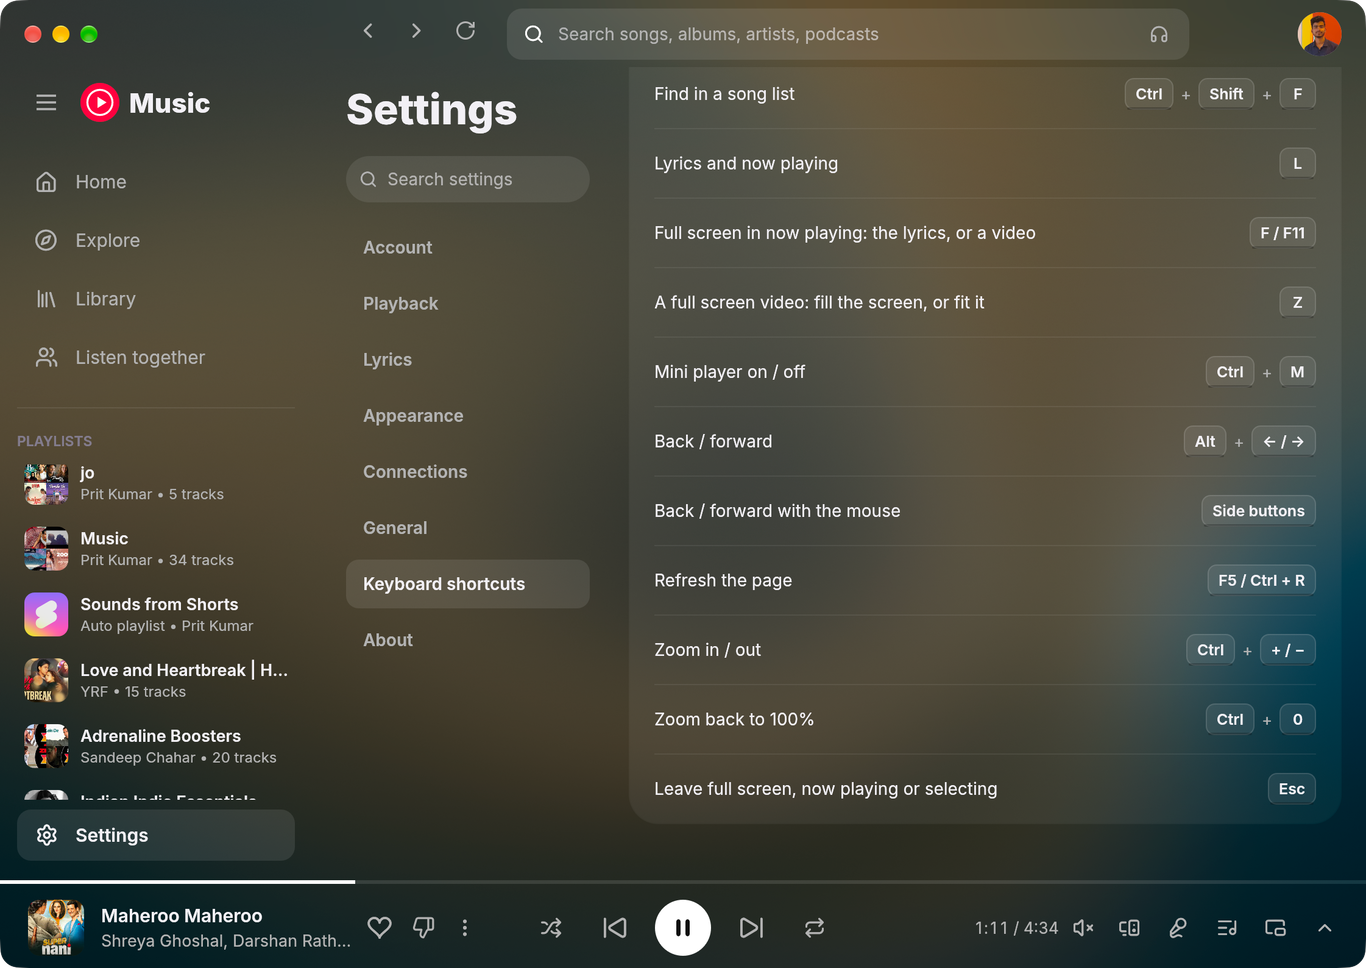 Search songs, albums, artists, podcasts
Music
Home
Explore
Library
Listen together
PLAYLISTS
jo
Prit Kumar • 5 tracks
Music
Prit Kumar • 34 tracks
Sounds from Shorts
Auto playlist • Prit Kumar
Love and Heartbreak | H...
YRF • 15 tracks
Adrenaline Boosters
Sandeep Chahar • 20 tracks
Indian Indie Essentials
Settings
Settings
Search settings
Account
Playback
Lyrics
Appearance
Connections
General
Keyboard shortcuts
About
Find in a song list Ctrl + Shift + F
Lyrics and now playing L
Full screen in now playing: the lyrics, or a video F / F11
A full screen video: fill the screen, or fit it Z
Mini player on / off Ctrl + M
Back / forward Alt + ← / →
Back / forward with the mouse Side buttons
Refresh the page F5 / Ctrl + R
Zoom in / out Ctrl + + / −
Zoom back to 100% Ctrl + 0
Leave full screen, now playing or selecting Esc
Maheroo Maheroo
Shreya Ghoshal, Darshan Rath...
1:11 / 4:34